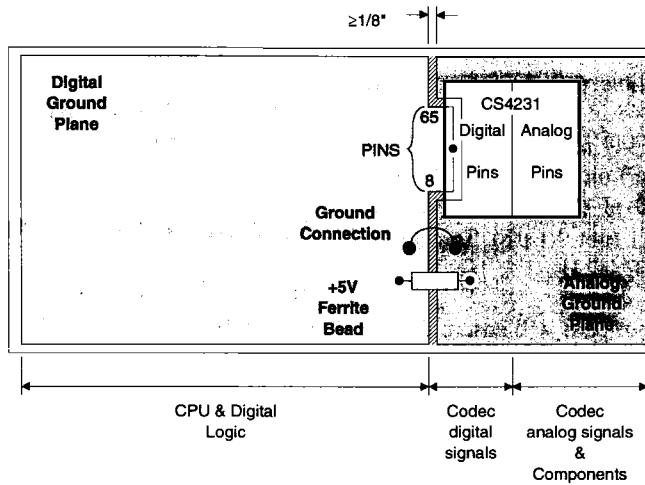 ≥1/8"
Digital
Ground
Plane
65
PINS
8
CS4231
Digital
Pins
Analog
Pins
Ground
Connection
+5V
Ferrite
Bead
Analog
Ground
Plane
CPU & Digital
Logic
Codec
digital
signals
Codec
analog signals
&
Components